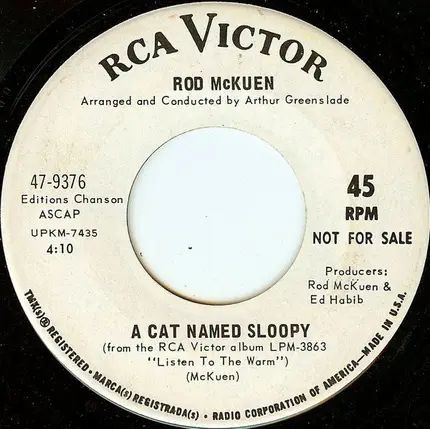 RCA VICTOR
ROD McKUEN
Arranged and Conducted by Arthur Greenslade
47-9376
Editions Chanson
ASCAP
UPKM-7435
4:10
45
RPM
NOT FOR SALE
Producers:
Rod McKuen &
Ed Habib
A CAT NAMED SLOOPY
(from the RCA Victor album LPM-3863
"Listen To The Warm")
(McKuen)
TMK(s) ® REGISTERED • MARCA(s) REGISTRADA(s) • RADIO CORPORATION OF AMERICA—MADE IN U.S.A.